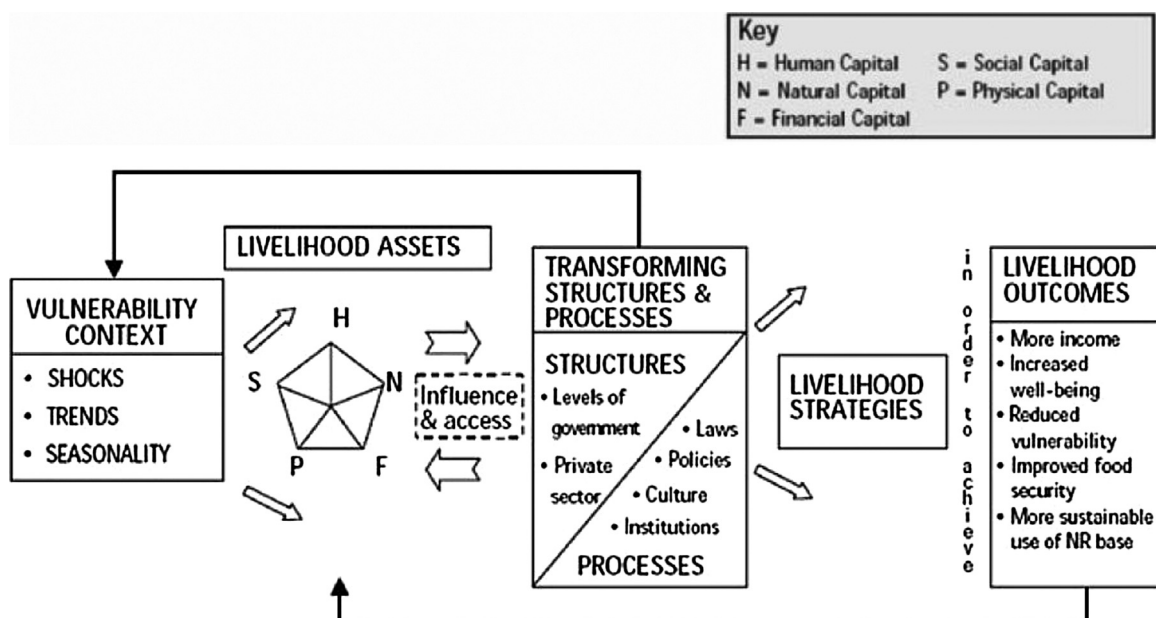 Key
H = Human Capital S = Social Capital
N = Natural Capital P = Physical Capital
F = Financial Capital
LIVELIHOOD ASSETS
VULNERABILITY
CONTEXT
• SHOCKS
• TRENDS
• SEASONALITY
H
S
N
P
F
Influence
& access
TRANSFORMING
STRUCTURES &
PROCESSES
STRUCTURES
• Levels of
government
• Private
sector
• Laws
• Policies
• Culture
• Institutions
PROCESSES
LIVELIHOOD
STRATEGIES
in order to achieve
LIVELIHOOD
OUTCOMES
• More income
• Increased
well-being
• Reduced
vulnerability
• Improved food
security
• More sustainable
use of NR base